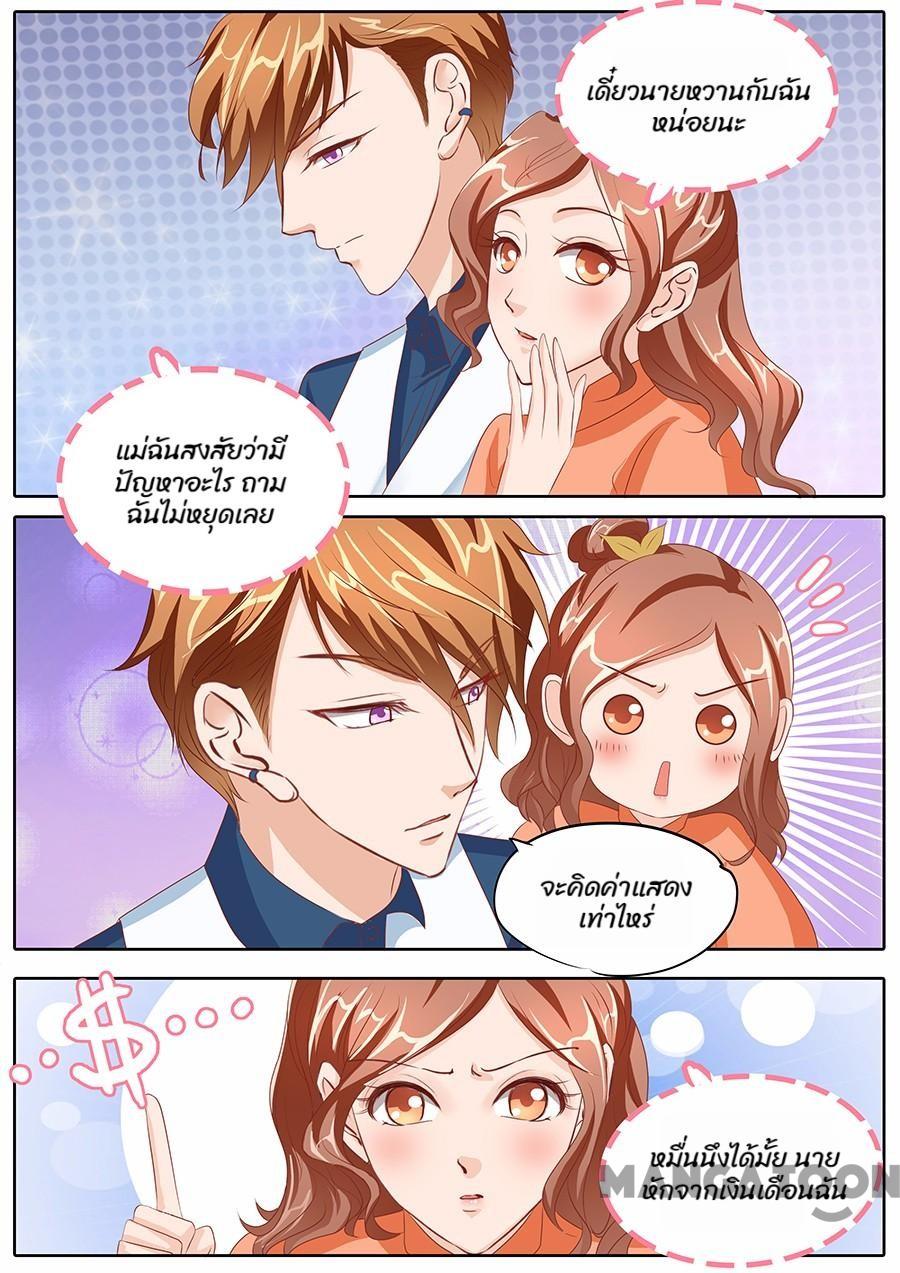 เดี๋ยวนายหวานกับฉัน
หน่อยนะ
แม่ฉันสงสัยว่ามี
ปัญหาอะไร ถาม
ฉันไม่หยุดเลย
จะคิดค่าแสดง
เท่าไหร่
...$...
หมื่นนึงได้มั้ย นาย
หักจากเงินเดือนฉัน
MANGATOON